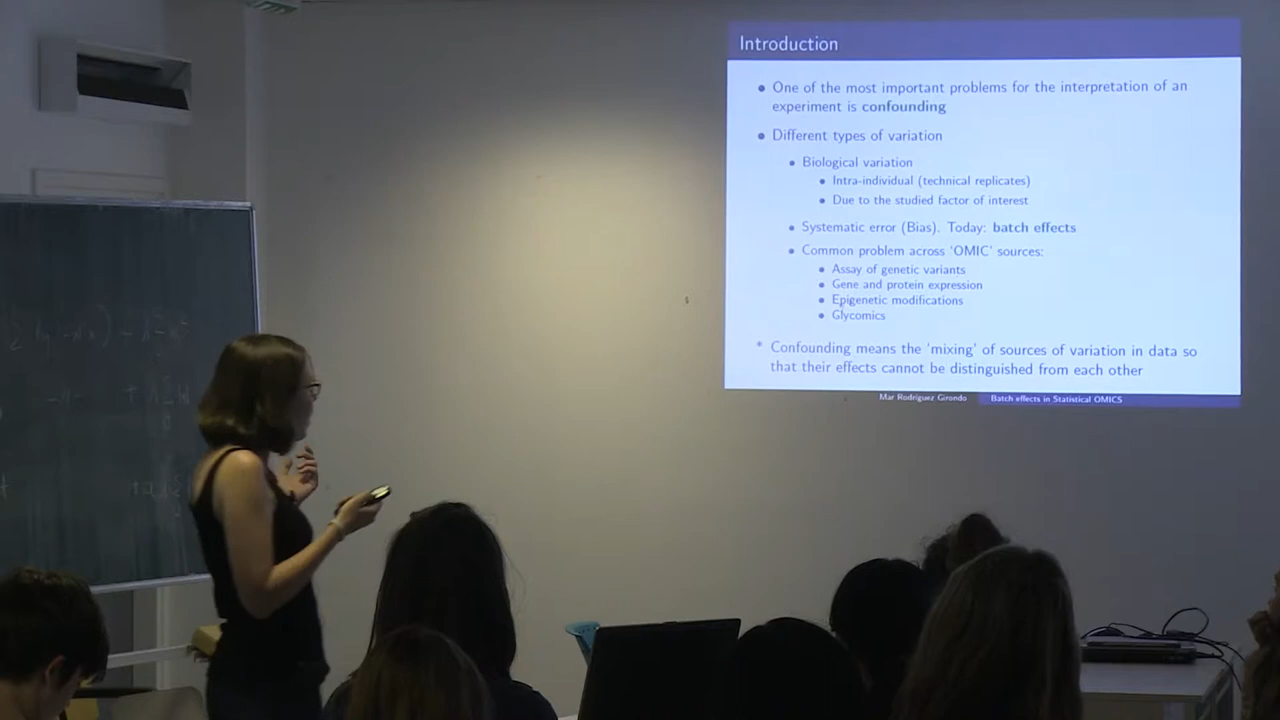 Introduction
• One of the most important problems for the interpretation of an
experiment is confounding
• Different types of variation
• Biological variation
• Intra-individual (technical replicates)
• Due to the studied factor of interest
• Systematic error (Bias). Today: batch effects
• Common problem across ‘OMIC’ sources:
• Assay of genetic variants
• Gene and protein expression
• Epigenetic modifications
• Glycomics
* Confounding means the ‘mixing’ of sources of variation in data so
that their effects cannot be distinguished from each other
Mar Rodríguez Girondo Batch effects in Statistical OMICS